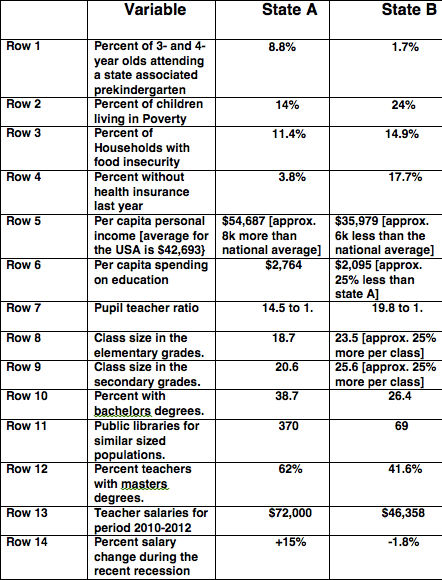 Variable State A State B
Row 1 Percent of 3- and 4- 8.8% 1.7%
year olds attending
a state associated
prekindergarten
Row 2 Percent of children 14% 24%
living in Poverty
Row 3 Percent of 11.4% 14.9%
Households with
food insecurity
Row 4 Percent without 3.8% 17.7%
health insurance
last year
Row 5 Per capita personal $54,687 [approx. $35,979 [approx.
income [average for 8k more than 6k less than the
the USA is $42,693} national average] national average]
Row 6 Per capita spending $2,764 $2,095 [approx.
on education 25% less than
state A]
Row 7 Pupil teacher ratio 14.5 to 1. 19.8 to 1.
Row 8 Class size in the 18.7 23.5 [approx. 25%
elementary grades. more per class]
Row 9 Class size in the 20.6 25.6 [approx. 25%
secondary grades. more per class]
Row 10 Percent with 38.7 26.4
bachelors degrees.
Row 11 Public libraries for 370 69
similar sized
populations.
Row 12 Percent teachers 62% 41.6%
with masters
degrees.
Row 13 Teacher salaries for $72,000 $46,358
period 2010-2012
Row 14 Percent salary +15% -1.8%
change during the
recent recession